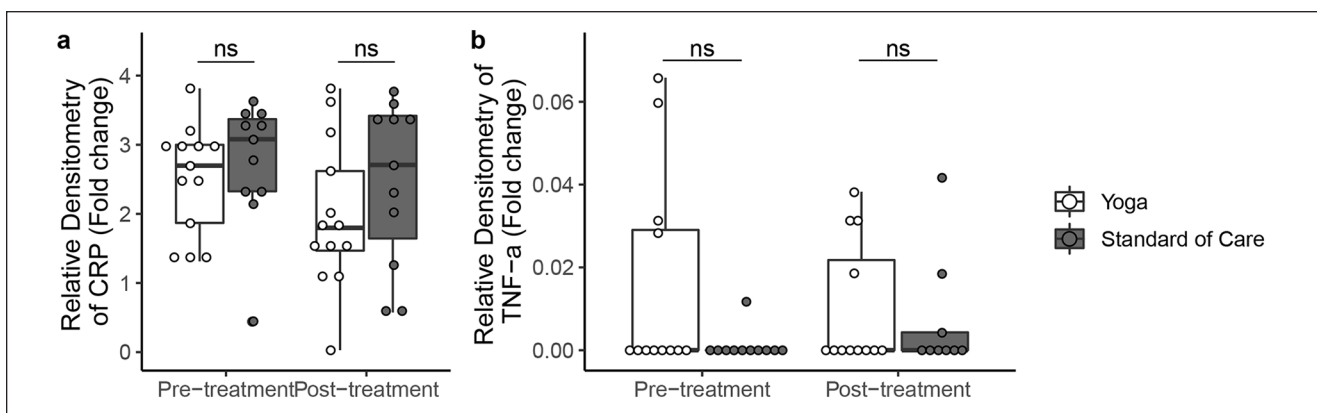 a
ns
ns
Relative Densitometry
of CRP (Fold change)
4
3
2
1
0
Pre−treatment
Post−treatment
b
ns
ns
Relative Densitometry of
TNF−a (Fold change)
0.06
0.04
0.02
0.00
Pre−treatment
Post−treatment
Yoga
Standard of Care